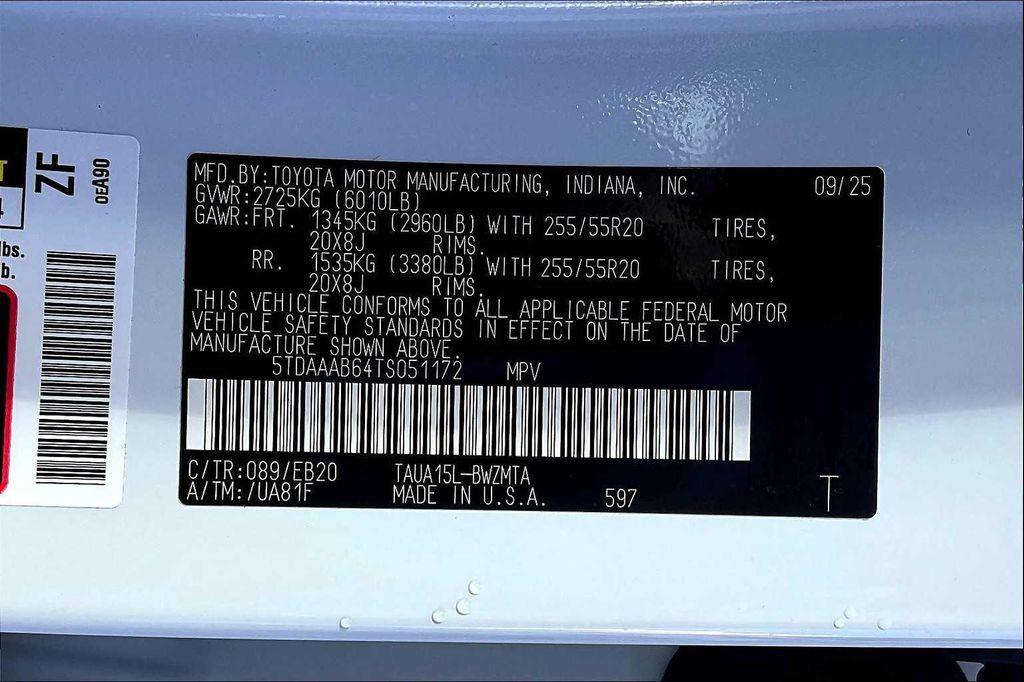 ZF
0FA90
lbs.
b.
MFD.BY:TOYOTA MOTOR MANUFACTURING, INDIANA, INC. 09/25
GVWR:2725KG (6010LB)
GAWR:FRT. 1345KG (2960LB) WITH 255/55R20 TIRES,
20X8J RIMS.
RR. 1535KG (3380LB) WITH 255/55R20 TIRES,
20X8J RIMS.
THIS VEHICLE CONFORMS TO ALL APPLICABLE FEDERAL MOTOR
VEHICLE SAFETY STANDARDS IN EFFECT ON THE DATE OF
MANUFACTURE SHOWN ABOVE.
5TDAAAB64TS051172 MPV
C/TR:089/EB20 TAUA15L-BWZMTA
A/TM:/UA81F MADE IN U.S.A. 597 T